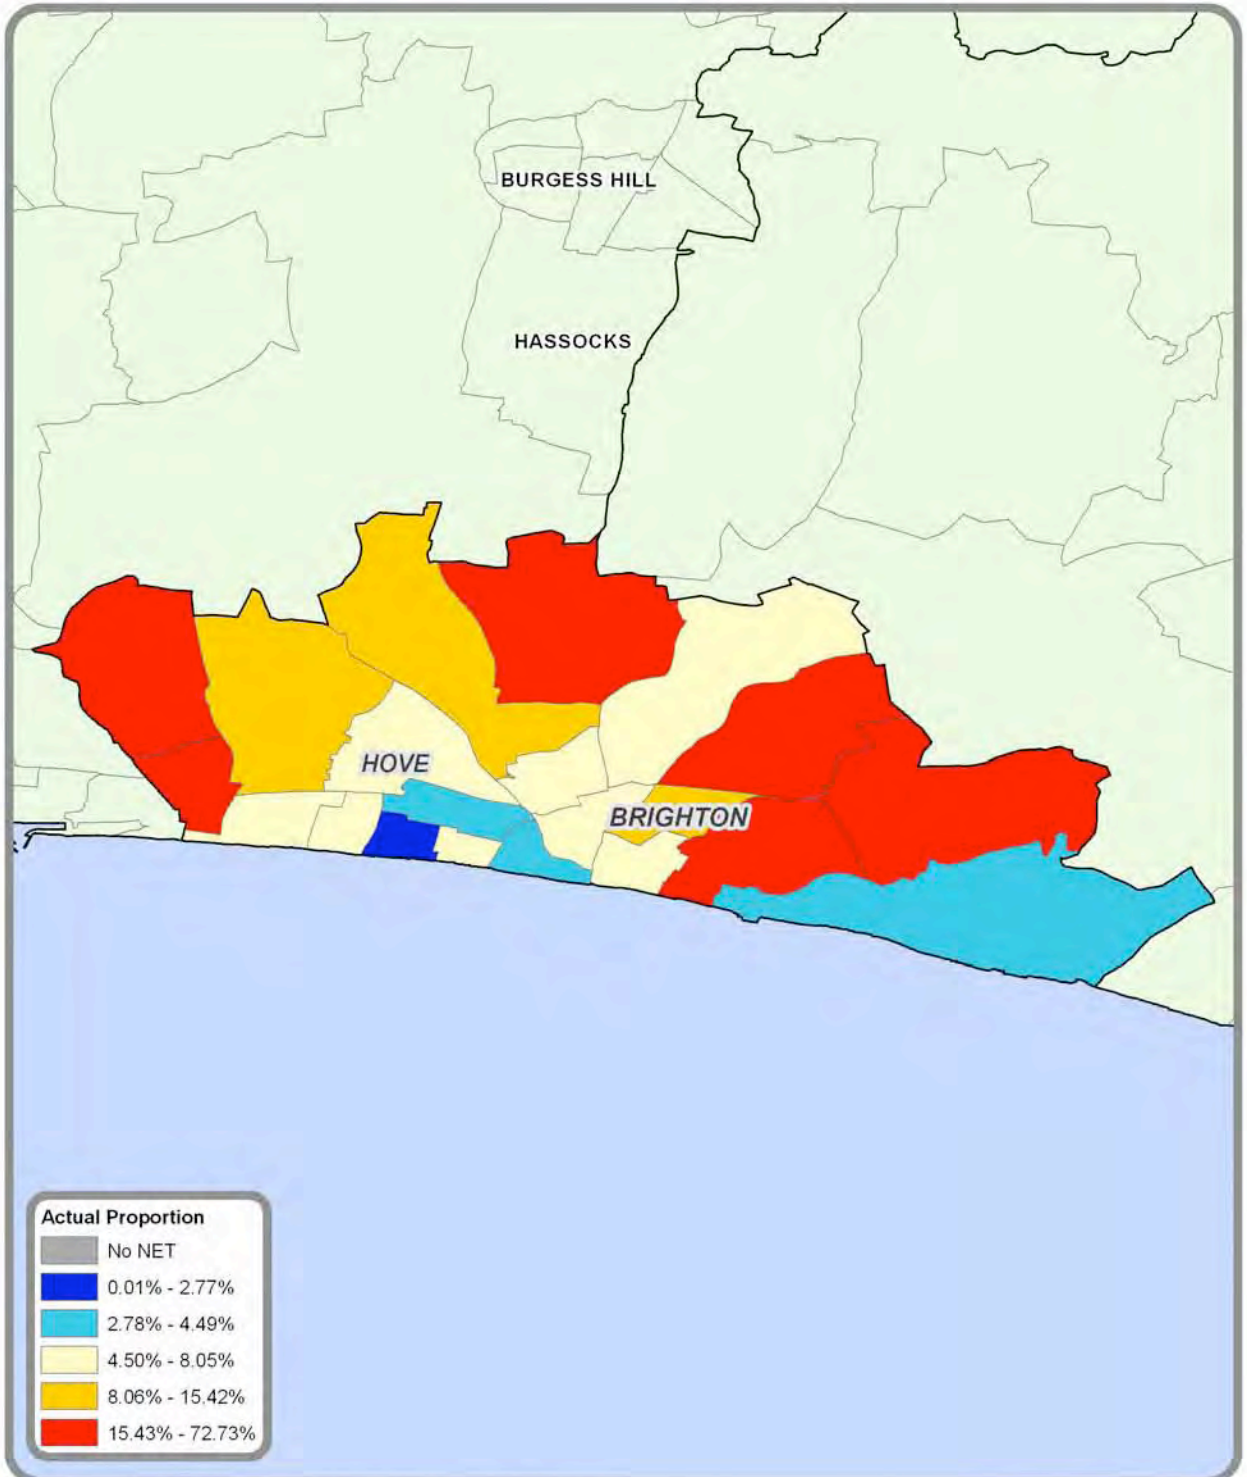 BURGESS HILL
HASSOCKS
HOVE
BRIGHTON
Actual Proportion
No NET
0.01% - 2.77%
2.78% - 4.49%
4.50% - 8.05%
8.06% - 15.42%
15.43% - 72.73%